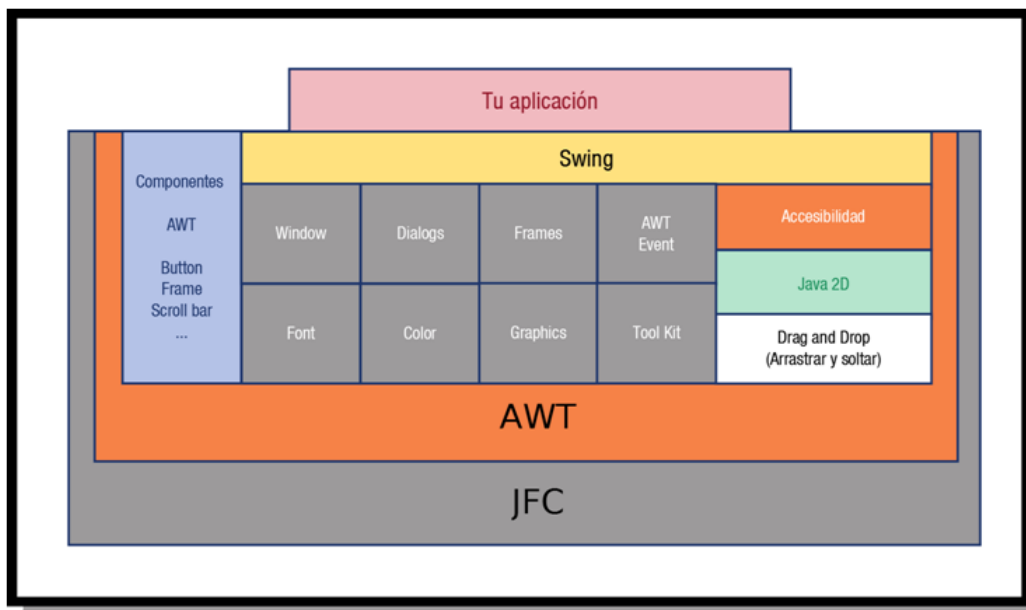 Tu aplicación
Swing
Componentes
AWT
Button
Frame
Scroll bar
...
Window
Dialogs
Frames
AWT
Event
Font
Color
Graphics
Tool Kit
Accesibilidad
Java 2D
Drag and Drop
(Arrastrar y soltar)
AWT
JFC